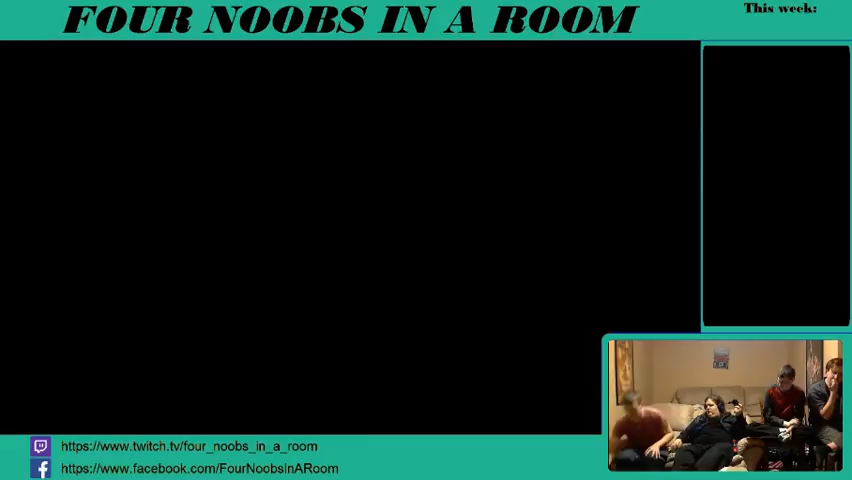 FOUR NOOBS IN A ROOM
This week:
https://www.twitch.tv/four_noobs_in_a_room
https://www.facebook.com/FourNoobsInARoom